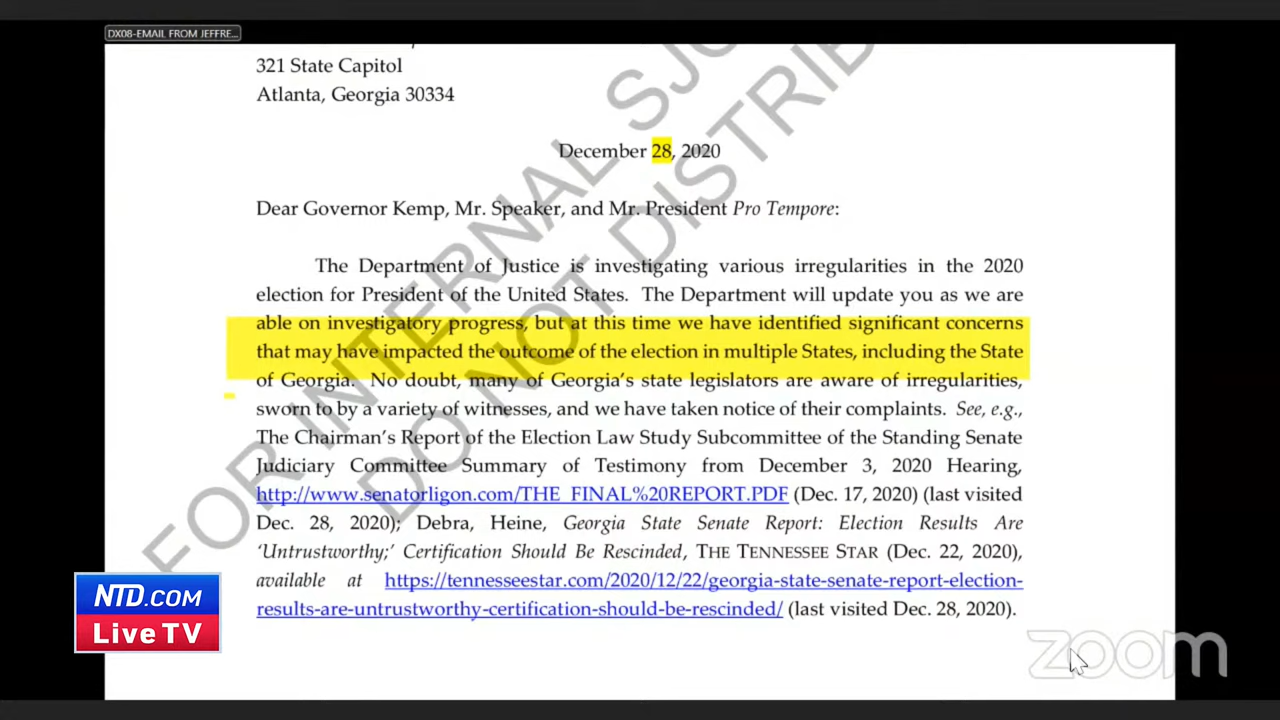 DX08-EMAIL FROM JEFFRE...
321 State Capitol
Atlanta, Georgia 30334
December 28, 2020
Dear Governor Kemp, Mr. Speaker, and Mr. President Pro Tempore:
The Department of Justice is investigating various irregularities in the 2020
election for President of the United States. The Department will update you as we are
able on investigatory progress, but at this time we have identified significant concerns
that may have impacted the outcome of the election in multiple States, including the State
of Georgia. No doubt, many of Georgia's state legislators are aware of irregularities,
sworn to by a variety of witnesses, and we have taken notice of their complaints. See, e.g.,
The Chairman's Report of the Election Law Study Subcommittee of the Standing Senate
Judiciary Committee Summary of Testimony from December 3, 2020 Hearing,
http://www.senatorligon.com/THE_FINAL%20REPORT.PDF (Dec. 17, 2020) (last visited
Dec. 28, 2020); Debra, Heine, Georgia State Senate Report: Election Results Are
'Untrustworthy;' Certification Should Be Rescinded, THE TENNESSEE STAR (Dec. 22, 2020),
available at https://tennesseestar.com/2020/12/22/georgia-state-senate-report-election-
results-are-untrustworthy-certification-should-be-rescinded/ (last visited Dec. 28, 2020).
FOR INTERNAL SJC
DO NOT DISTRIB
NTD.COM
Live TV
zoom